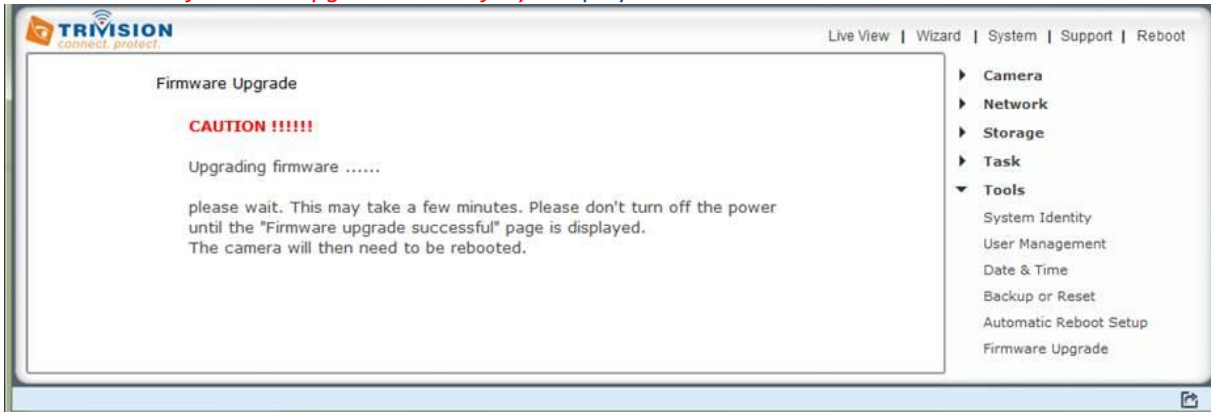 TRIVISION
connect. protect.
Live View | Wizard | System | Support | Reboot
Firmware Upgrade
CAUTION !!!!!!
Upgrading firmware ......
please wait. This may take a few minutes. Please don't turn off the power
until the "Firmware upgrade successful" page is displayed.
The camera will then need to be rebooted.
Camera
Network
Storage
Task
Tools
System Identity
User Management
Date & Time
Backup or Reset
Automatic Reboot Setup
Firmware Upgrade